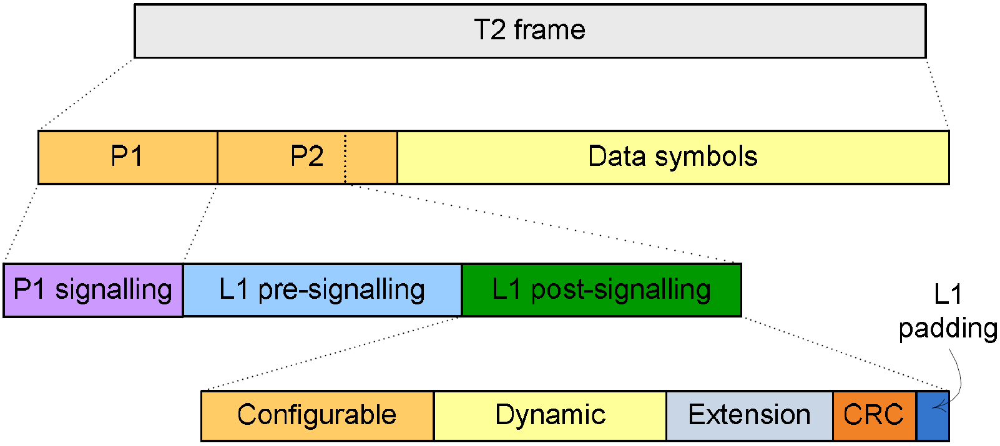 T2 frame
P1 P2 Data symbols
P1 signalling L1 pre-signalling L1 post-signalling
L1
padding
Configurable Dynamic Extension CRC